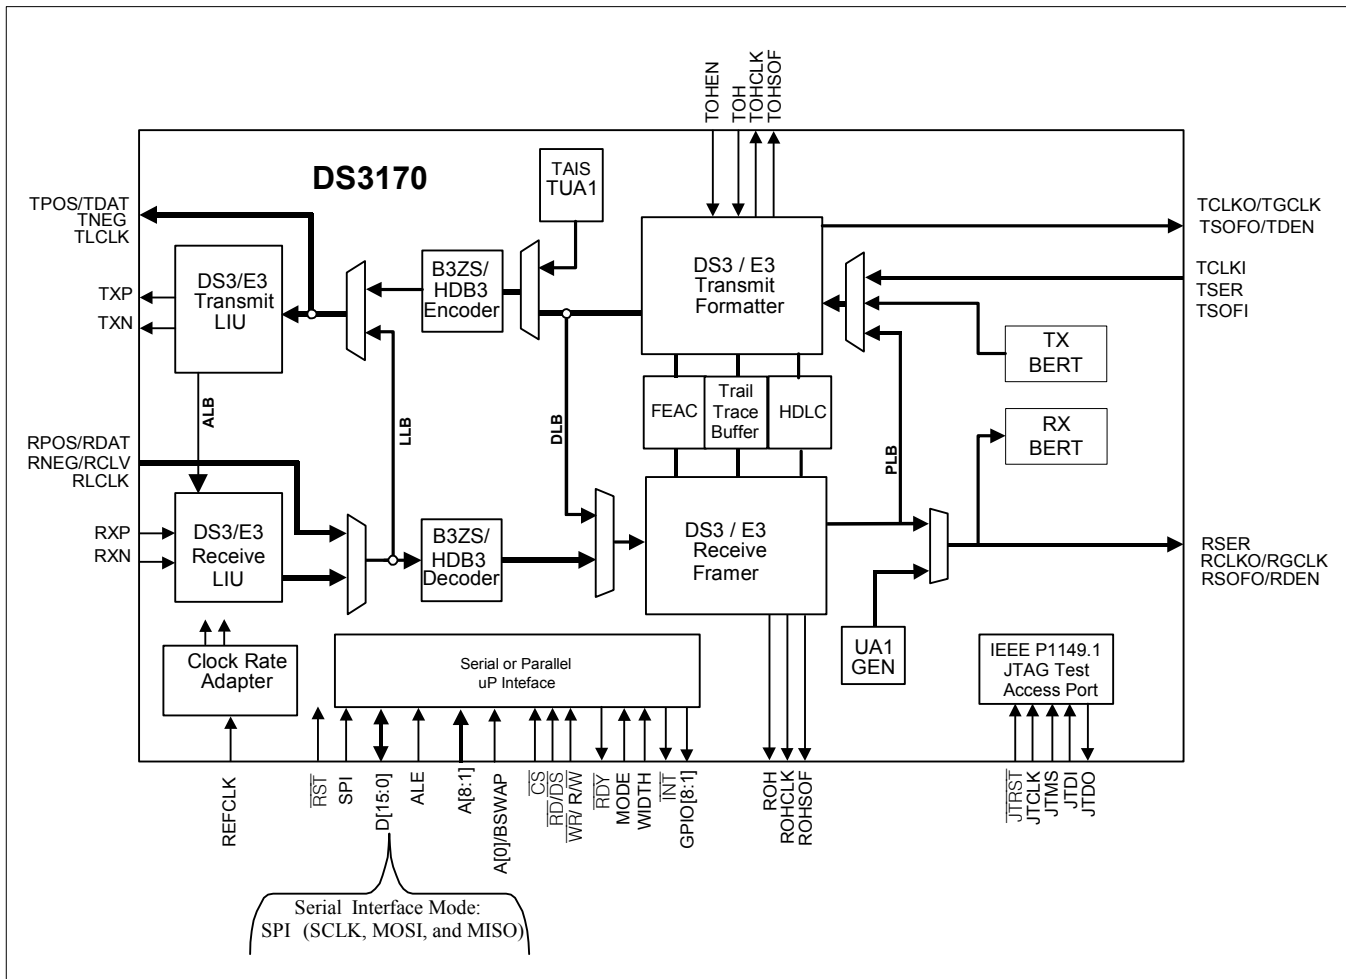 TOHEN
TOH
TOHCLK
TOHSOF
DS3170
TAIS
TUA1
TPOS/TDAT
TNEG
TLCLK
TCLKO/TGCLK
TSOFO/TDEN
DS3/E3
Transmit
LIU
B3ZS/
HDB3
Encoder
DS3 / E3
Transmit
Formatter
TCLKI
TSER
TSOFI
TXP
TXN
TX
BERT
FEAC
Trail
Trace
Buffer
HDLC
ALB
LLB
DLB
PLB
RX
BERT
RPOS/RDAT
RNEG/RCLV
RLCLK
RXP
RXN
DS3/E3
Receive
LIU
B3ZS/
HDB3
Decoder
DS3 / E3
Receive
Framer
RSER
RCLKO/RGCLK
RSOFO/RDEN
Clock Rate
Adapter
Serial or Parallel
uP Inteface
UA1
GEN
IEEE P1149.1
JTAG Test
Access Port
REFCLK
RST
SPI
D[15:0]
ALE
A[8:1]
A[0]/BSWAP
CS
RD/DS
WR/ R/W
RDY
MODE
WIDTH
INT
GPIO[8:1]
ROH
ROHCLK
ROHSOF
JTRST
JTCLK
JTMS
JTDI
JTDO
Serial Interface Mode:
SPI (SCLK, MOSI, and MISO)